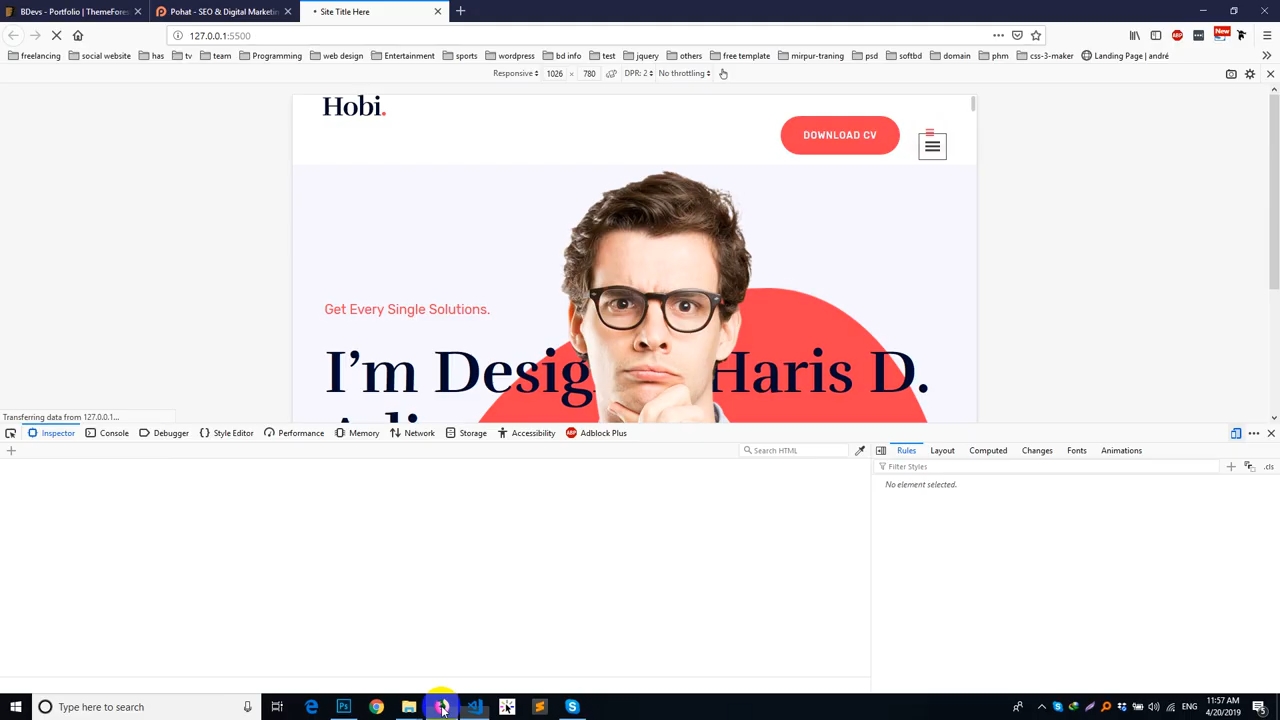 BDevs - Portfolio | ThemeFores
Pohat - SEO & Digital Marketin
Site Title Here
127.0.0.1:5500
freelancing
social website
has
tv
team
Programming
web design
Entertainment
sports
wordpress
bd info
test
jquery
others
free template
mirpur-traning
psd
softbd
domain
phm
css-3-maker
Landing Page | andré
New
ABP
Responsive
1026 × 780
DPR: 2
No throttling
Hobi.
DOWNLOAD CV
Get Every Single Solutions.
I'm Desig Haris D.
Transferring data from 127.0.0.1...
Inspector
Console
Debugger
Style Editor
Performance
Memory
Network
Storage
Accessibility
Adblock Plus
Search HTML
Rules
Layout
Computed
Changes
Fonts
Animations
Filter Styles
.cls
No element selected.
Type here to search
ENG
11:57 AM
4/20/2019